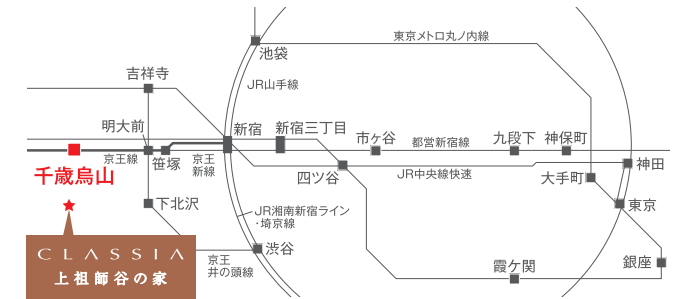 池袋
東京メトロ丸ノ内線
JR山手線
吉祥寺
明大前
新宿
新宿三丁目
市ヶ谷
都営新宿線
九段下
神保町
京王線
笹塚
京王
新線
千歳烏山
四ツ谷
JR中央線快速
大手町
神田
下北沢
JR湘南新宿ライン
・埼京線
東京
CLASSIA
上祖師谷の家
京王
井の頭線
渋谷
霞ケ関
銀座